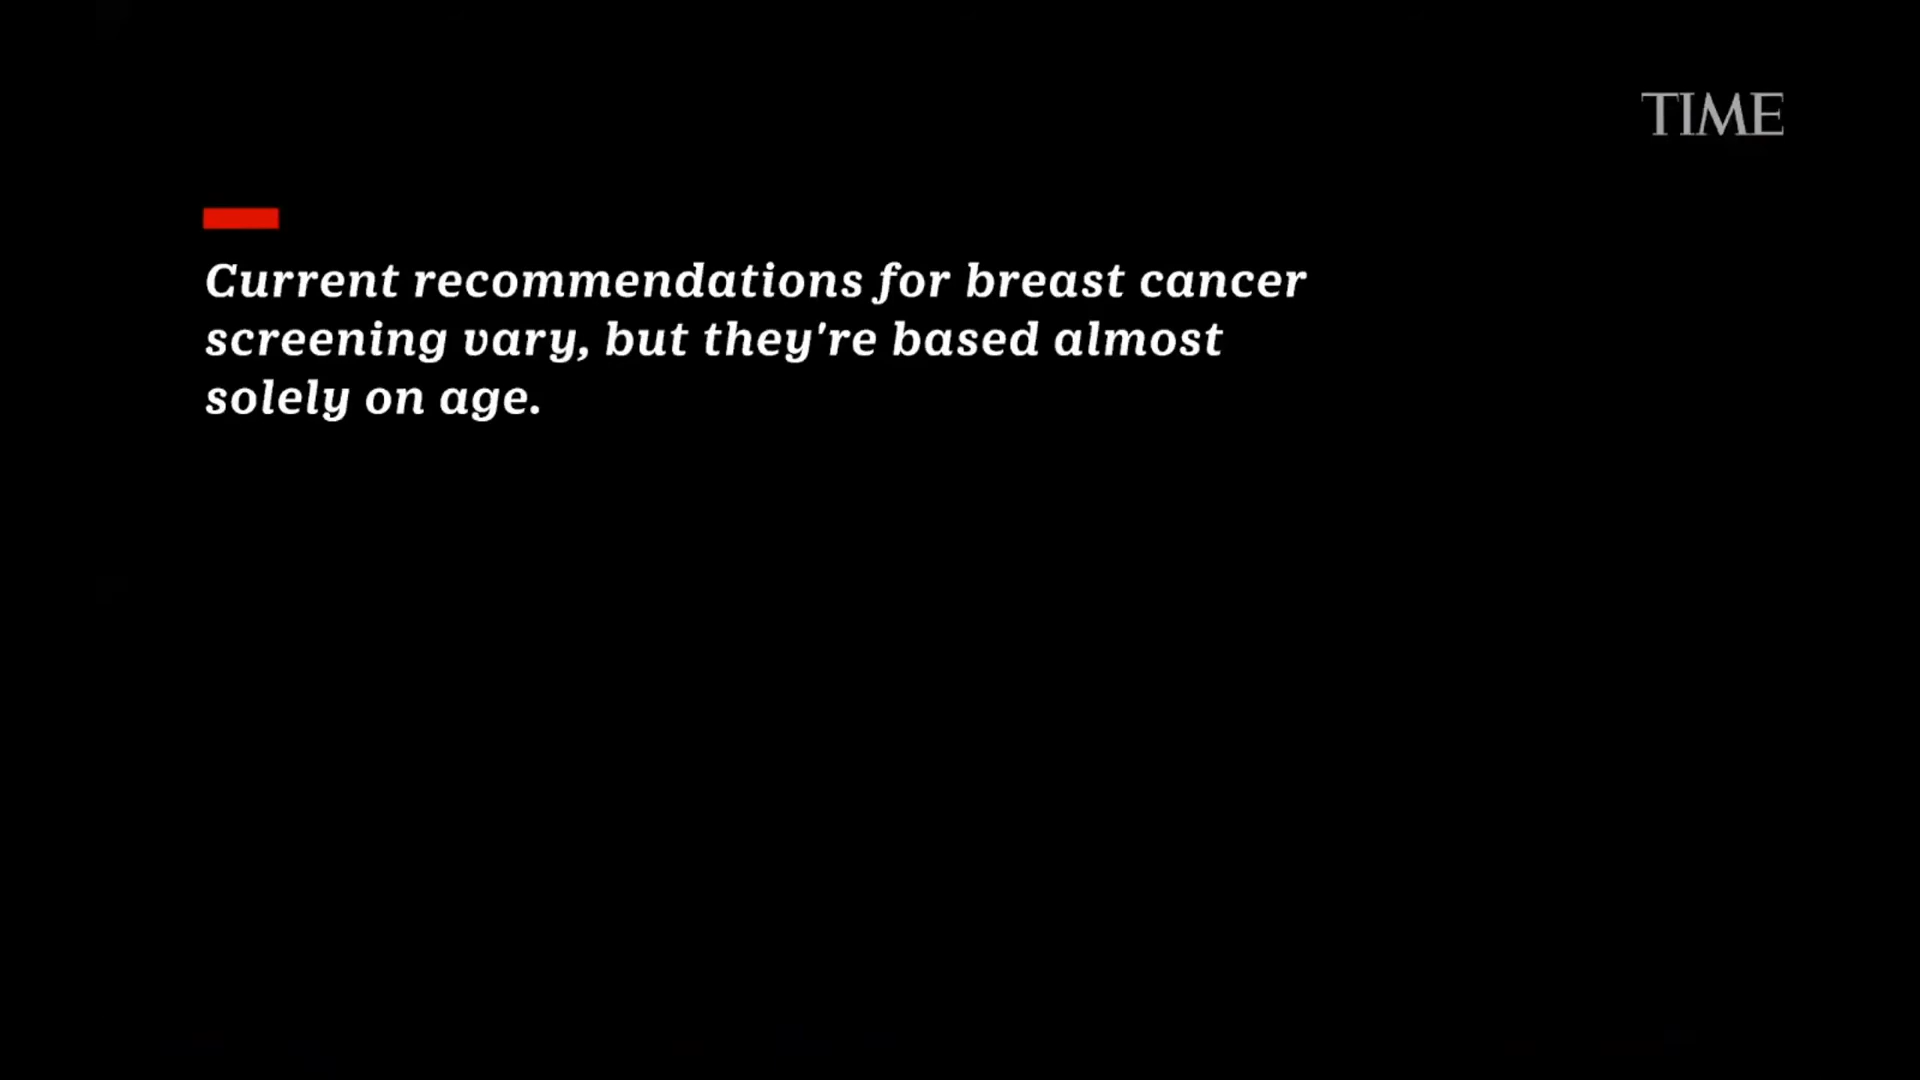 TIME
Current recommendations for breast cancer
screening vary, but they're based almost
solely on age.